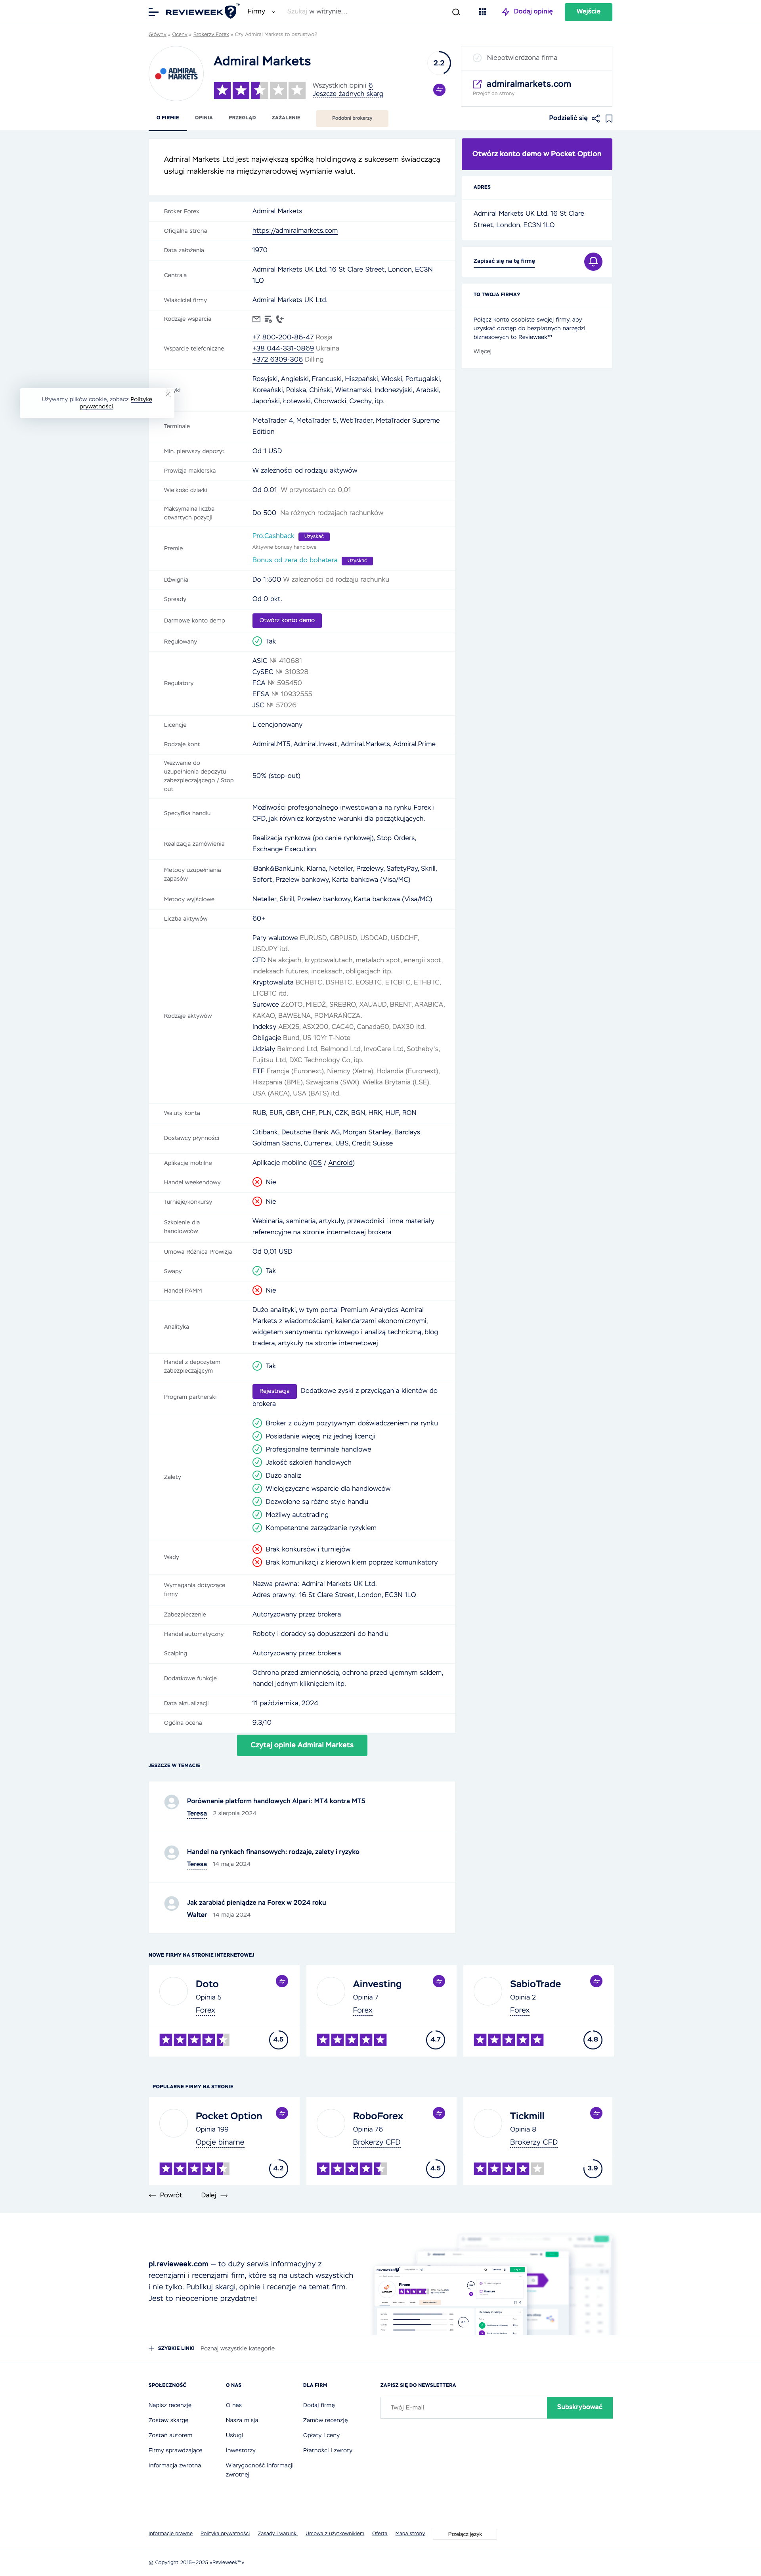 REVIEWEEK ? ™
Firmy
Szukaj w witrynie...
Dodaj opinię
Wejście
Główny » Oceny » Brokerzy Forex » Czy Admiral Markets to oszustwo?
ADMIRAL MARKETS
Admiral Markets
Wszystkich opinii 6
Jeszcze żadnych skarg
2.2
Niepotwierdzona firma
admiralmarkets.com
Przejdź do strony
O FIRMIE
OPINIA
PRZEGLĄD
ZAŻALENIE
Podobni brokerzy
Podzielić się
Admiral Markets Ltd jest największą spółką holdingową z sukcesem świadczącą
usługi maklerskie na międzynarodowej wymianie walut.
Otwórz konto demo w Pocket Option
ADRES
Admiral Markets UK Ltd. 16 St Clare
Street, London, EC3N 1LQ
Zapisać się na tę firmę
TO TWOJA FIRMA?
Połącz konto osobiste swojej firmy, aby
uzyskać dostęp do bezpłatnych narzędzi
biznesowych to Revieweek™
Więcej
Broker Forex
Admiral Markets
Oficjalna strona
https://admiralmarkets.com
Data założenia
1970
Centrala
Admiral Markets UK Ltd. 16 St Clare Street, London, EC3N
1LQ
Właściciel firmy
Admiral Markets UK Ltd.
Rodzaje wsparcia
Wsparcie telefoniczne
+7 800-200-86-47 Rosja
+38 044-331-0869 Ukraina
+372 6309-306 Dilling
Rosyjski, Angielski, Francuski, Hiszpański, Włoski, Portugalski,
Koreański, Polska, Chiński, Wietnamski, Indonezyjski, Arabski,
Japoński, Łotewski, Chorwacki, Czechy, itp.
Używamy plików cookie, zobacz Politykę
prywatności.
Terminale
MetaTrader 4, MetaTrader 5, WebTrader, MetaTrader Supreme
Edition
Min. pierwszy depozyt
Od 1 USD
Prowizja maklerska
W zależności od rodzaju aktywów
Wielkość działki
Od 0.01 W przyrostach co 0,01
Maksymalna liczba
otwartych pozycji
Do 500 Na różnych rodzajach rachunków
Premie
Pro.Cashback Uzyskać
Aktywne bonusy handlowe
Bonus od zera do bohatera Uzyskać
Dźwignia
Do 1:500 W zależności od rodzaju rachunku
Spready
Od 0 pkt.
Darmowe konto demo
Otwórz konto demo
Regulowany
Tak
Regulatory
ASIC № 410681
CySEC № 310328
FCA № 595450
EFSA № 10932555
JSC № 57026
Licencje
Licencjonowany
Rodzaje kont
Admiral.MT5, Admiral.Invest, Admiral.Markets, Admiral.Prime
Wezwanie do
uzupełnienia depozytu
zabezpieczającego / Stop
out
50% (stop-out)
Specyfika handlu
Możliwości profesjonalnego inwestowania na rynku Forex i
CFD, jak również korzystne warunki dla początkujących.
Realizacja zamówienia
Realizacja rynkowa (po cenie rynkowej), Stop Orders,
Exchange Execution
Metody uzupełniania
zapasów
iBank&BankLink, Klarna, Neteller, Przelewy, SafetyPay, Skrill,
Sofort, Przelew bankowy, Karta bankowa (Visa/MC)
Metody wyjściowe
Neteller, Skrill, Przelew bankowy, Karta bankowa (Visa/MC)
Liczba aktywów
60+
Rodzaje aktywów
Pary walutowe EURUSD, GBPUSD, USDCAD, USDCHF,
USDJPY itd.
CFD Na akcjach, kryptowalutach, metalach spot, energii spot,
indeksach futures, indeksach, obligacjach itp.
Kryptowaluta BCHBTC, DSHBTC, EOSBTC, ETCBTC, ETHBTC,
LTCBTC itd.
Surowce ZŁOTO, MIEDŹ, SREBRO, XAUAUD, BRENT, ARABICA,
KAKAO, BAWEŁNA, POMARAŃCZA.
Indeksy AEX25, ASX200, CAC40, Canada60, DAX30 itd.
Obligacje Bund, US 10Yr T-Note
Udziały Belmond Ltd, Belmond Ltd, InvoCare Ltd, Sotheby's,
Fujitsu Ltd, DXC Technology Co, itp.
ETF Francja (Euronext), Niemcy (Xetra), Holandia (Euronext),
Hiszpania (BME), Szwajcaria (SWX), Wielka Brytania (LSE),
USA (ARCA), USA (BATS) itd.
Waluty konta
RUB, EUR, GBP, CHF, PLN, CZK, BGN, HRK, HUF, RON
Dostawcy płynności
Citibank, Deutsche Bank AG, Morgan Stanley, Barclays,
Goldman Sachs, Currenex, UBS, Credit Suisse
Aplikacje mobilne
Aplikacje mobilne (iOS / Android)
Handel weekendowy
Nie
Turnieje/konkursy
Nie
Szkolenie dla
handlowców
Webinaria, seminaria, artykuły, przewodniki i inne materiały
referencyjne na stronie internetowej brokera
Umowa Różnica Prowizja
Od 0,01 USD
Swapy
Tak
Handel PAMM
Nie
Analityka
Dużo analityki, w tym portal Premium Analytics Admiral
Markets z wiadomościami, kalendarzami ekonomicznymi,
widgetem sentymentu rynkowego i analizą techniczną, blog
tradera, artykuły na stronie internetowej
Handel z depozytem
zabezpieczającym
Tak
Program partnerski
Rejestracja Dodatkowe zyski z przyciągania klientów do
brokera
Zalety
Broker z dużym pozytywnym doświadczeniem na rynku
Posiadanie więcej niż jednej licencji
Profesjonalne terminale handlowe
Jakość szkoleń handlowych
Dużo analiz
Wielojęzyczne wsparcie dla handlowców
Dozwolone są różne style handlu
Możliwy autotrading
Kompetentne zarządzanie ryzykiem
Wady
Brak konkursów i turniejów
Brak komunikacji z kierownikiem poprzez komunikatory
Wymagania dotyczące
firmy
Nazwa prawna: Admiral Markets UK Ltd.
Adres prawny: 16 St Clare Street, London, EC3N 1LQ
Zabezpieczenie
Autoryzowany przez brokera
Handel automatyczny
Roboty i doradcy są dopuszczeni do handlu
Scalping
Autoryzowany przez brokera
Dodatkowe funkcje
Ochrona przed zmiennością, ochrona przed ujemnym saldem,
handel jednym kliknięciem itp.
Data aktualizacji
11 października, 2024
Ogólna ocena
9.3/10
Czytaj opinie Admiral Markets
JESZCZE W TEMACIE
Porównanie platform handlowych Alpari: MT4 kontra MT5
Teresa 2 sierpnia 2024
Handel na rynkach finansowych: rodzaje, zalety i ryzyko
Teresa 14 maja 2024
Jak zarabiać pieniądze na Forex w 2024 roku
Walter 14 maja 2024
NOWE FIRMY NA STRONIE INTERNETOWEJ
Doto
Opinia 5
Forex
4.5
Ainvesting
Opinia 7
Forex
4.7
SabioTrade
Opinia 2
Forex
4.8
POPULARNE FIRMY NA STRONIE
Pocket Option
Opinia 199
Opcje binarne
4.2
RoboForex
Opinia 76
Brokerzy CFD
4.5
Tickmill
Opinia 8
Brokerzy CFD
3.9
Powrót
Dalej
pl.revieweek.com — to duży serwis informacyjny z
recenzjami i recenzjami firm, które są na ustach wszystkich
i nie tylko. Publikuj skargi, opinie i recenzje na temat firm.
Jest to nieocenione przydatne!
SZYBKIE LINKI
Poznaj wszystkie kategorie
SPOŁECZNOŚĆ
Napisz recenzję
Zostaw skargę
Zostań autorem
Firmy sprawdzające
Informacja zwrotna
O NAS
O nas
Nasza misja
Usługi
Inwestorzy
Wiarygodność informacji
zwrotnej
DLA FIRM
Dodaj firmę
Zamów recenzję
Opłaty i ceny
Płatności i zwroty
ZAPISZ SIĘ DO NEWSLETTERA
Twój E-mail
Subskrybować
Informacje prawne
Polityka prywatności
Zasady i warunki
Umowa z użytkownikiem
Oferta
Mapa strony
Przełącz język
© Copyright 2015—2025 «Revieweek™»